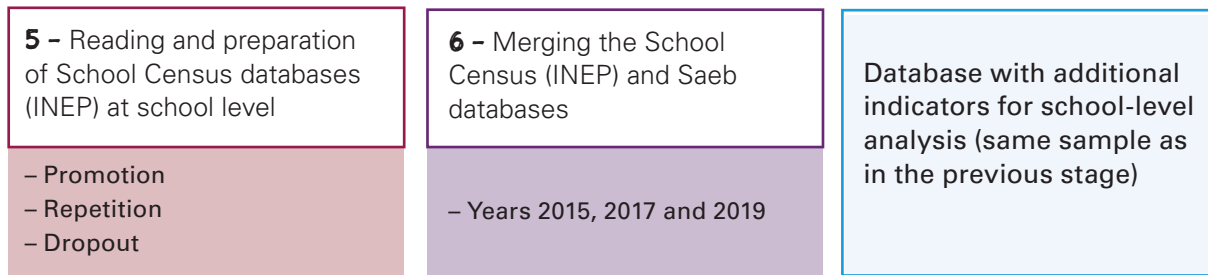 5 – Reading and preparation
of School Census databases
(INEP) at school level
– Promotion
– Repetition
– Dropout
6 – Merging the School
Census (INEP) and Saeb
databases
– Years 2015, 2017 and 2019
Database with additional
indicators for school-level
analysis (same sample as
in the previous stage)